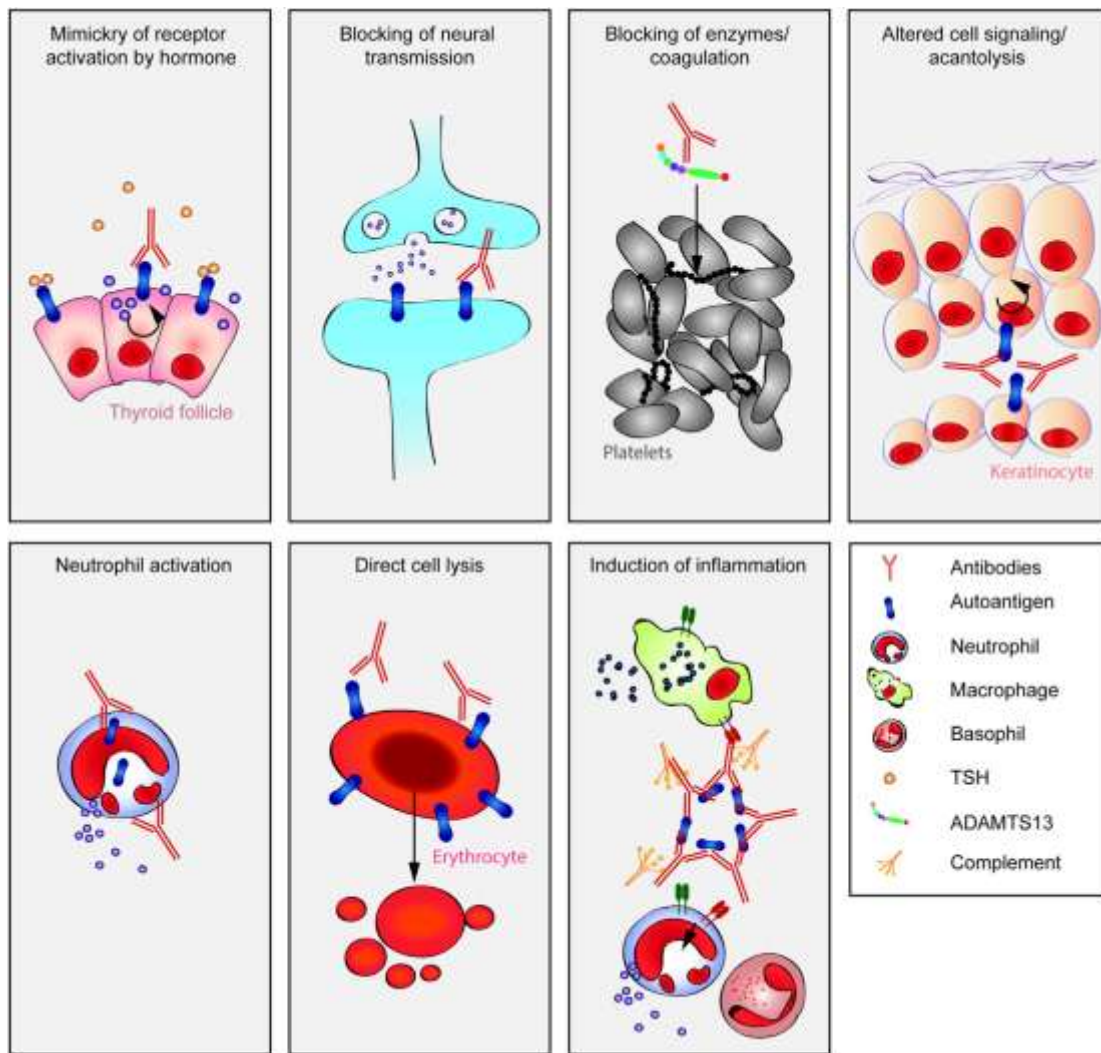 Mimickry of receptor
activation by hormone
Blocking of neural
transmission
Blocking of enzymes/
coagulation
Altered cell signaling/
acantolysis
Thyroid follicle
Platelets
Keratinocyte
Neutrophil activation
Direct cell lysis
Induction of inflammation
Erythrocyte
Antibodies
Autoantigen
Neutrophil
Macrophage
Basophil
TSH
ADAMTS13
Complement